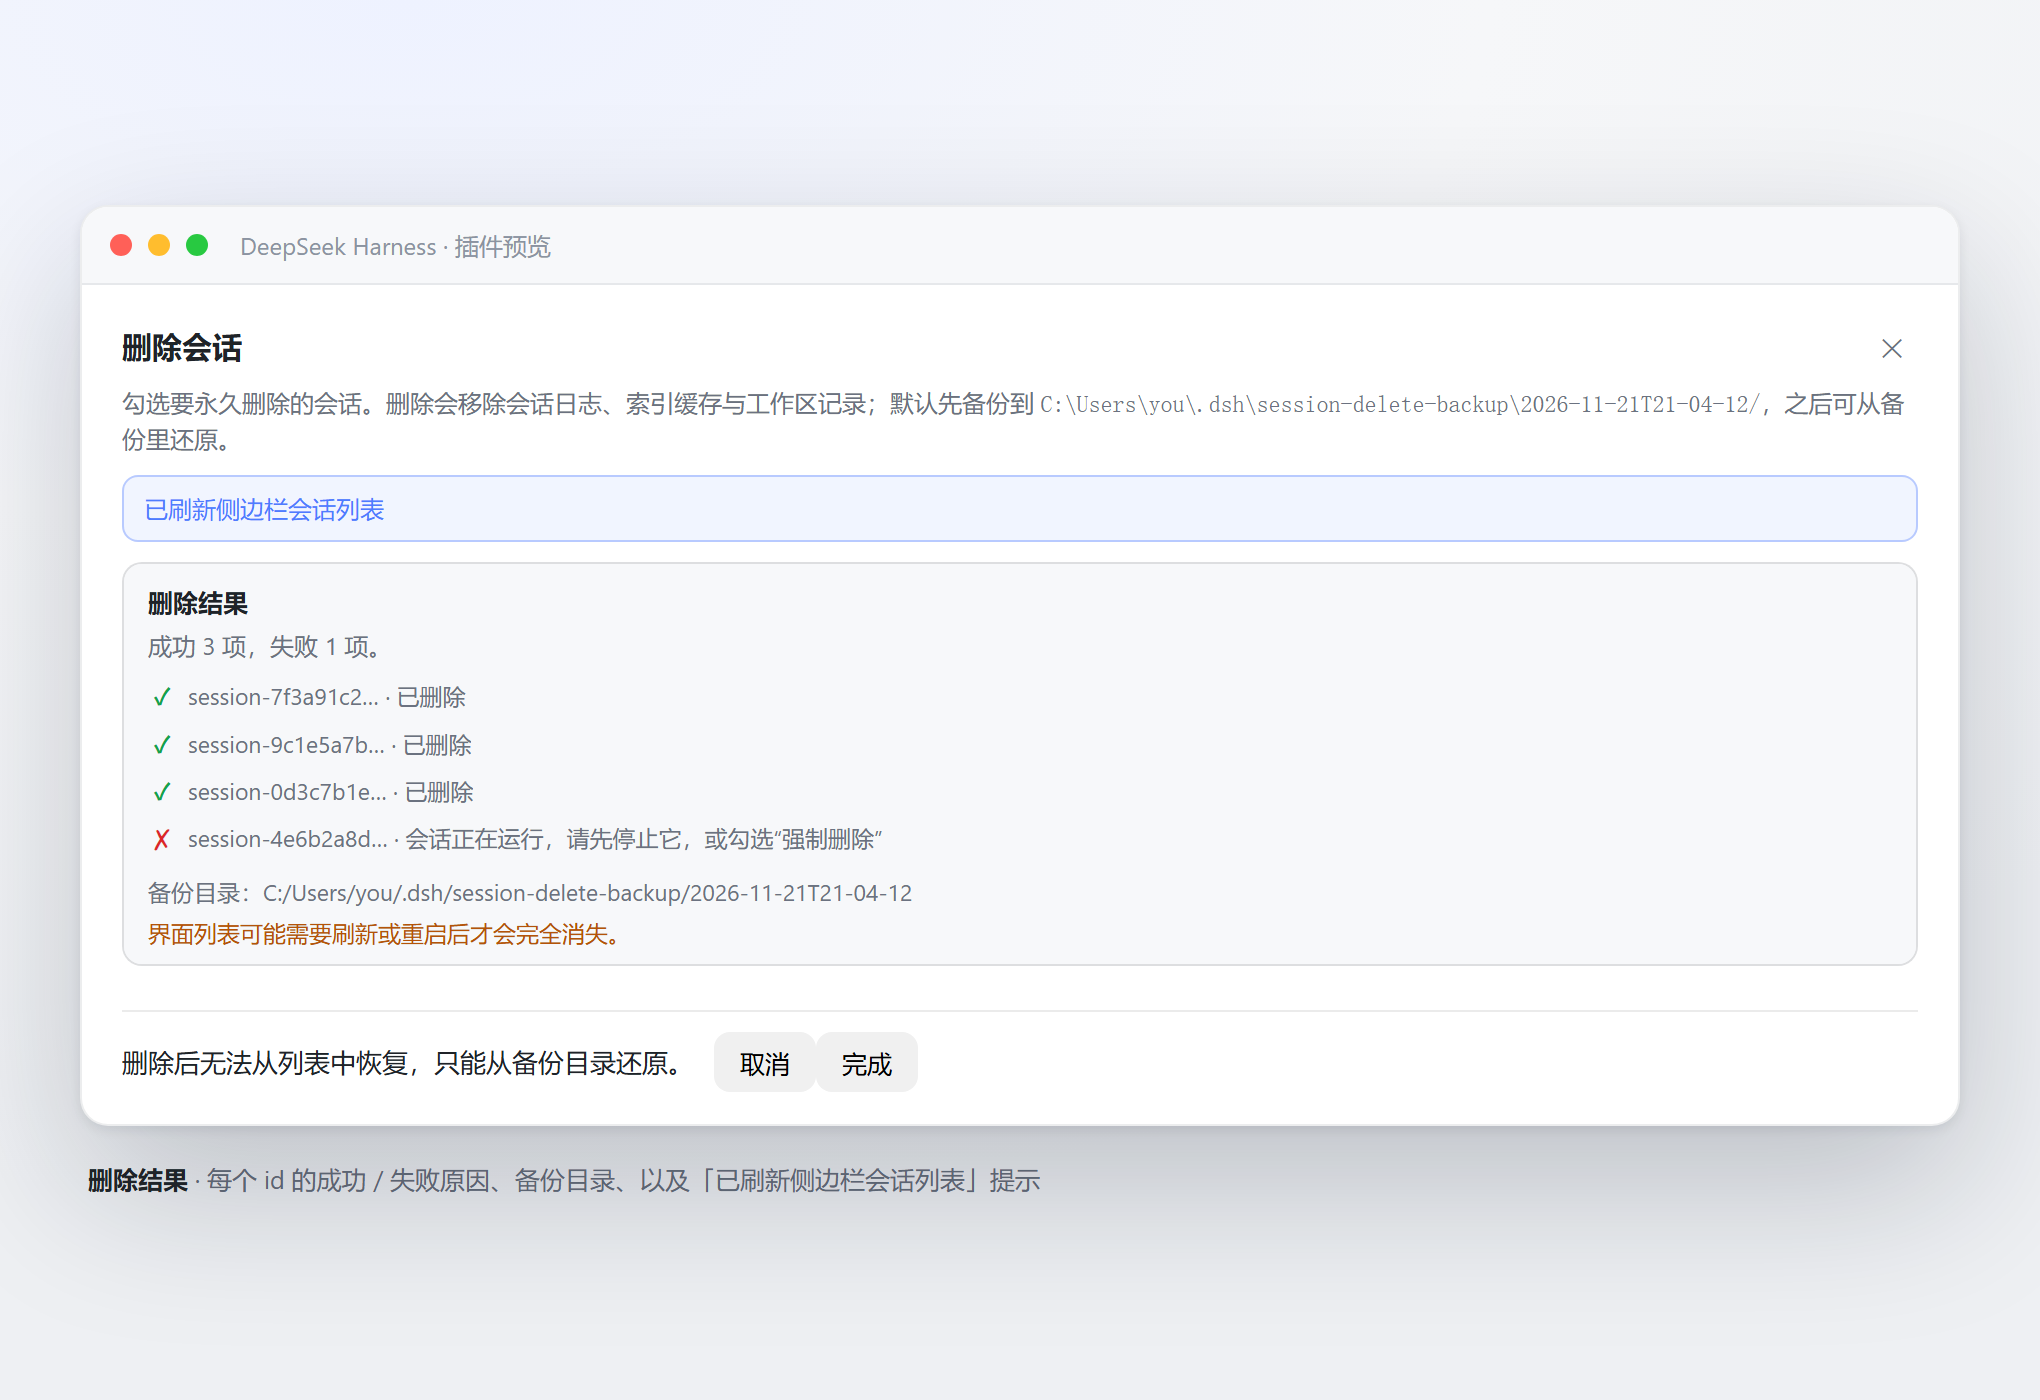 DeepSeek Harness · 插件预览
删除会话
勾选要永久删除的会话。删除会移除会话日志、索引缓存与工作区记录；默认先备份到 C:\Users\you\.dsh\session-delete-backup\2026-11-21T21-04-12/，之后可从备
份里还原。
已刷新侧边栏会话列表
删除结果
成功 3 项，失败 1 项。
✓ session-7f3a91c2... · 已删除
✓ session-9c1e5a7b... · 已删除
✓ session-0d3c7b1e... · 已删除
✗ session-4e6b2a8d... · 会话正在运行，请先停止它，或勾选“强制删除”
备份目录：C:/Users/you/.dsh/session-delete-backup/2026-11-21T21-04-12
界面列表可能需要刷新或重启后才会完全消失。
删除后无法从列表中恢复，只能从备份目录还原。 取消 完成
删除结果 · 每个 id 的成功 / 失败原因、备份目录、以及「已刷新侧边栏会话列表」提示